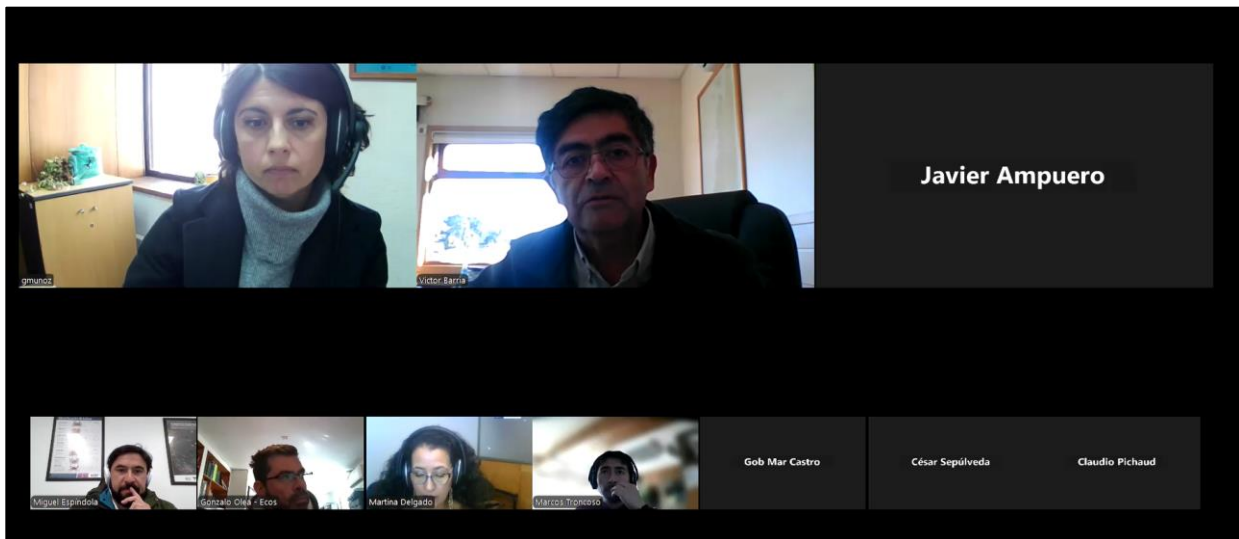 gmunoz
Victor Barria
Javier Ampuero
Miguel Espindola
Gonzalo Olea - Ecos
Martina Delgado
Marcos Troncoso
Gob Mar Castro
César Sepúlveda
Claudio Pichaud